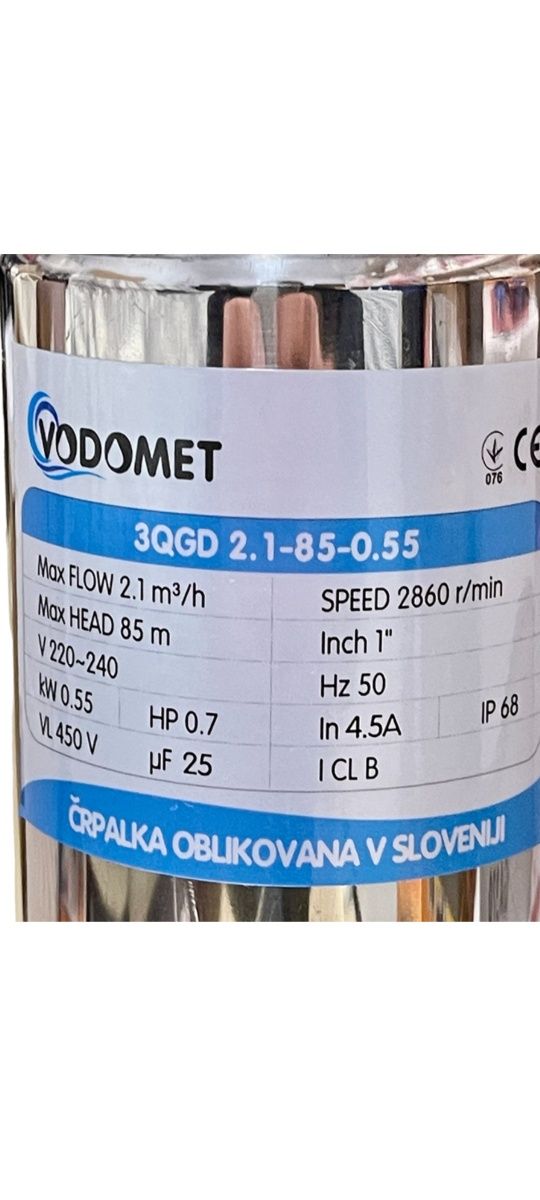 VODOMET
076
CE
3QGD 2.1-85-0.55
Max FLOW 2.1 m³/h
SPEED 2860 r/min
Max HEAD 85 m
Inch 1"
V 220~240
Hz 50
kW 0.55 HP 0.7
In 4.5A IP 68
VL 450 V µF 25
I CL B
ČRPALKA OBLIKOVANA V SLOVENIJI